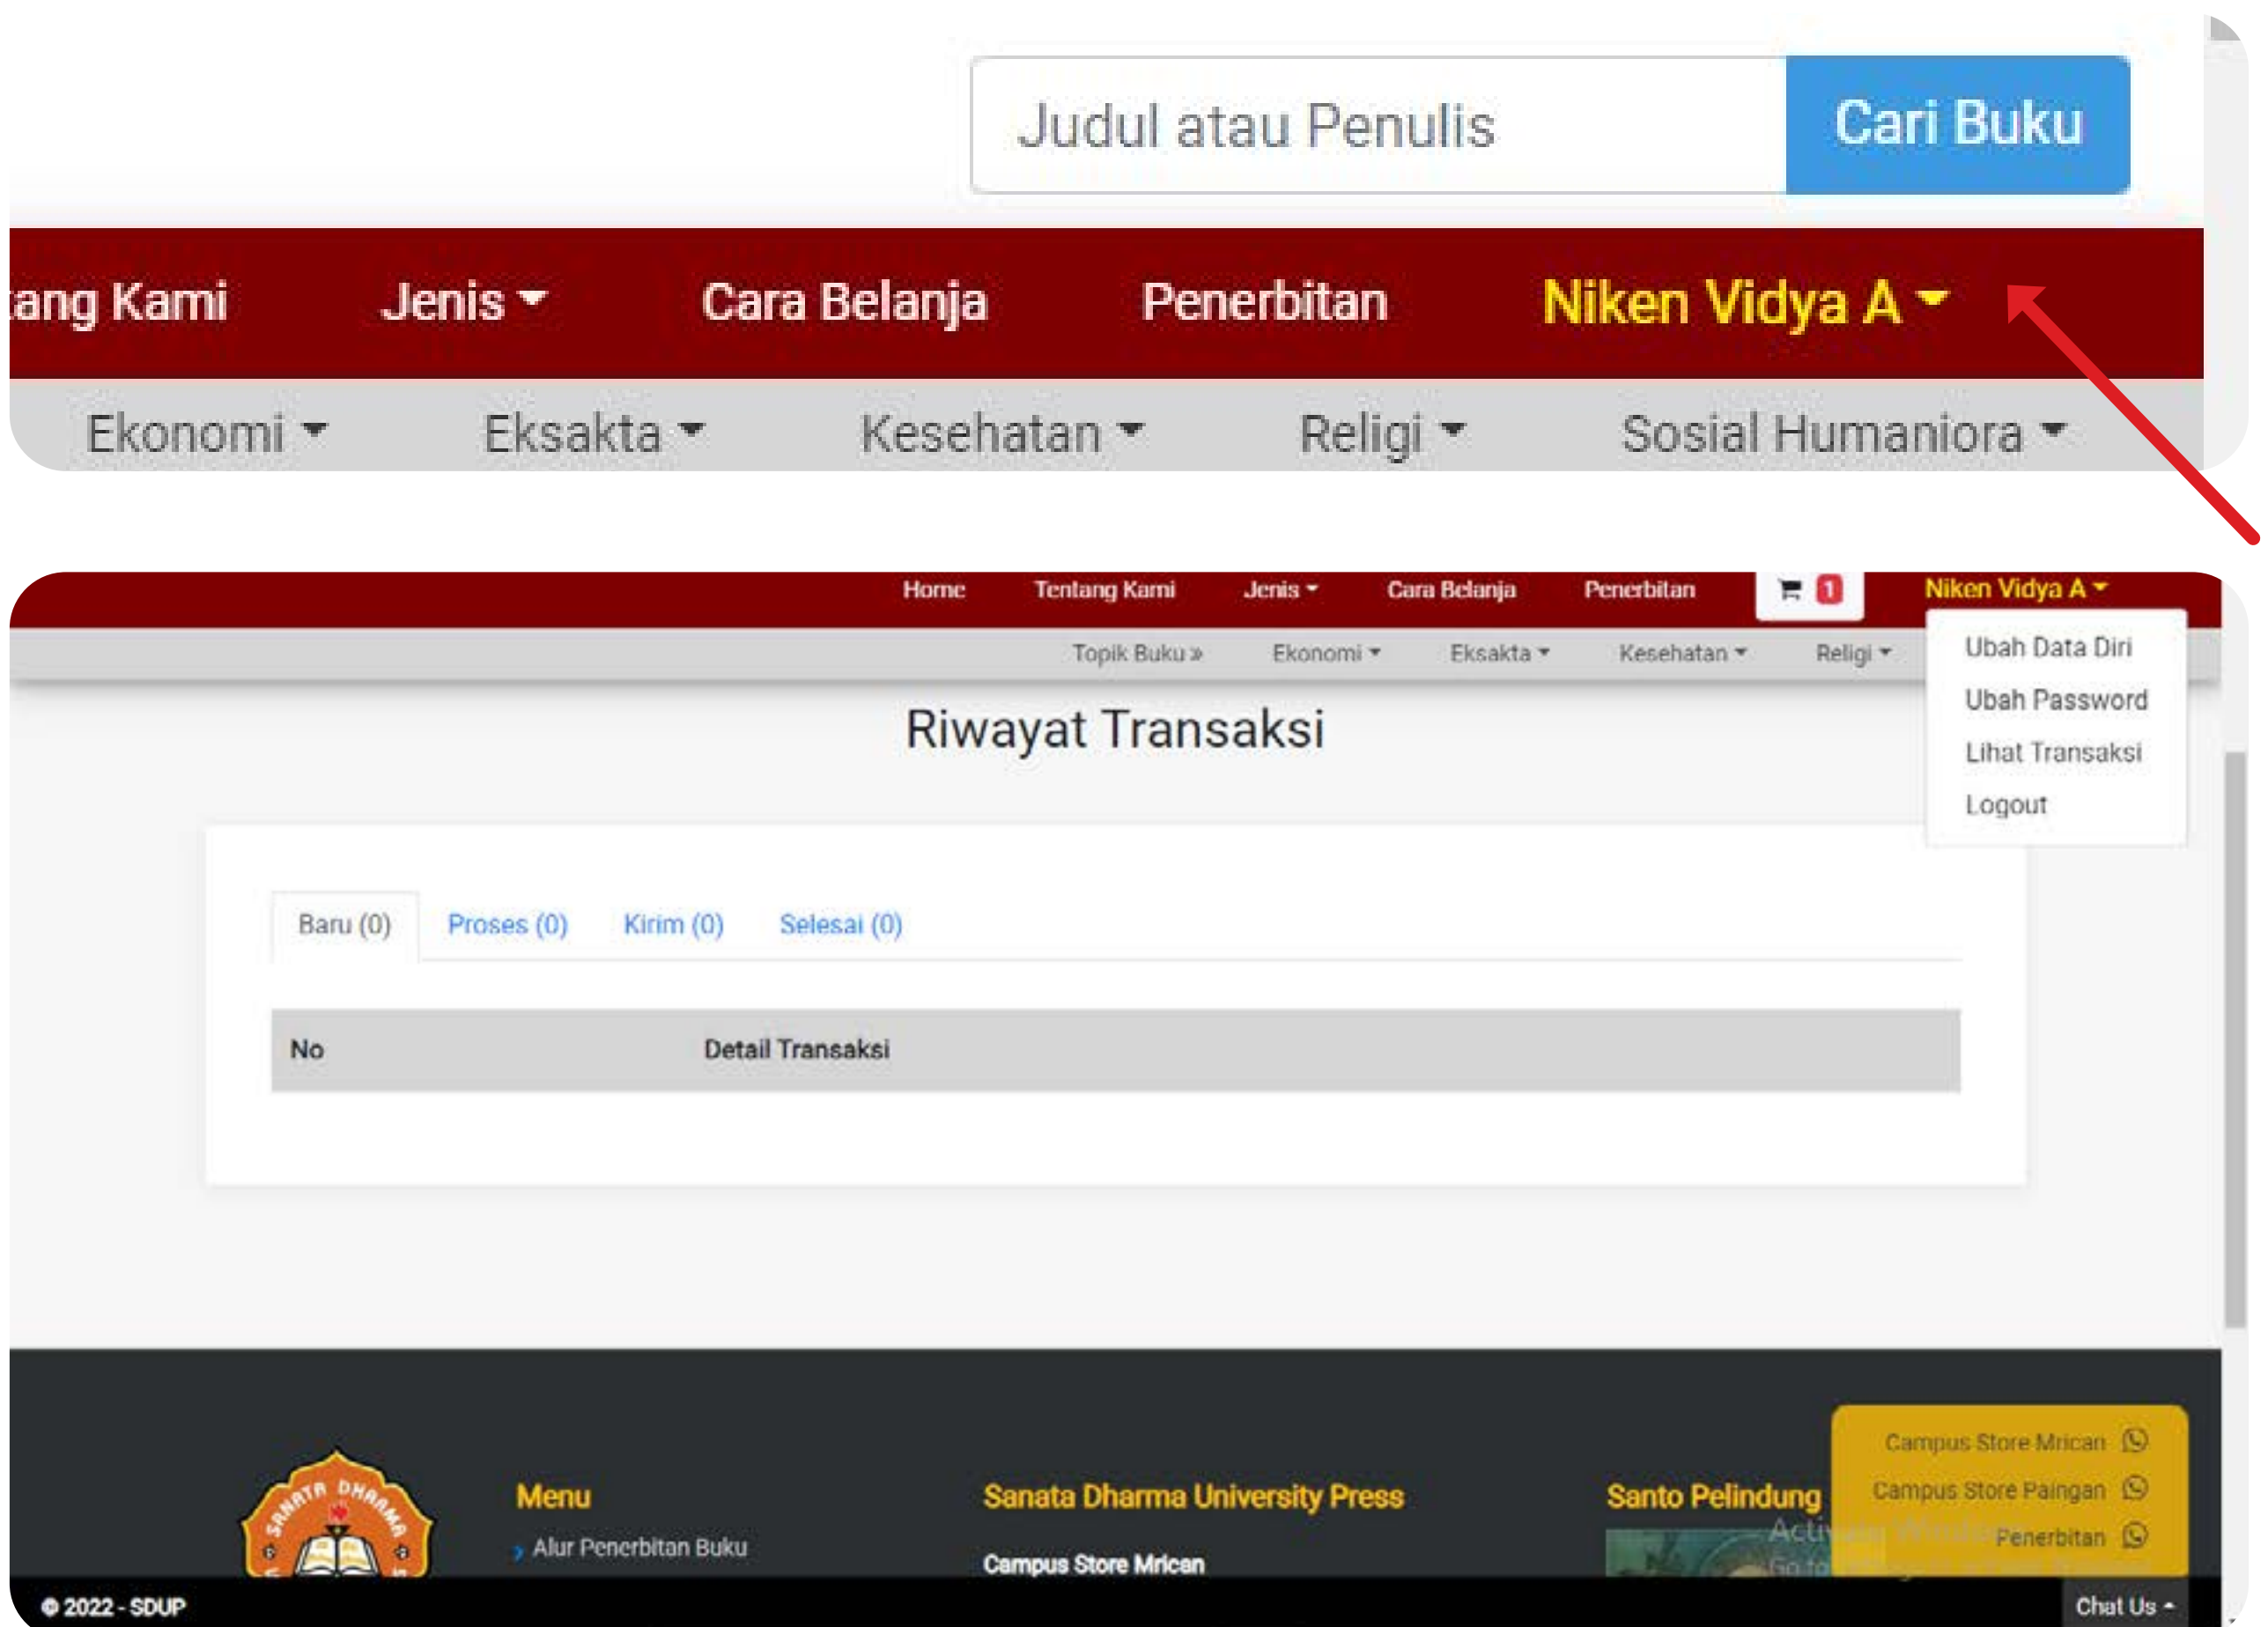 Judul atau Penulis Cari Buku
tang Kami Jenis Cara Belanja Penerbitan Niken Vidya A
Ekonomi Eksakta Kesehatan Religi Sosial Humaniora
Home Tentang Kami Jenis Cara Belanja Penerbitan 1 Niken Vidya A
Topik Buku » Ekonomi Eksakta Kesehatan Religi
Ubah Data Diri
Ubah Password
Lihat Transaksi
Logout
Riwayat Transaksi
Baru (0) Proses (0) Kirim (0) Selesai (0)
No Detail Transaksi
SANATA DHARMA
Menu
Alur Penerbitan Buku
Sanata Dharma University Press
Campus Store Mrican
Santo Pelindung
Campus Store Mrican
Campus Store Paingan
Penerbitan
© 2022 - SDUP
Chat Us